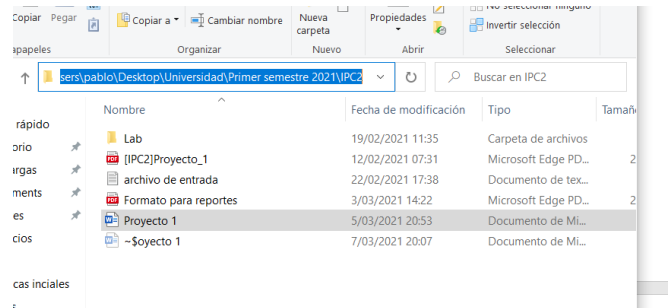 No seleccionar ninguno
Copiar Pegar Copiar a Cambiar nombre Nueva carpeta Propiedades Invertir selección
apapeles Organizar Nuevo Abrir Seleccionar
sers\pablo\Desktop\Universidad\Primer semestre 2021\IPC2 Buscar en IPC2
Nombre Fecha de modificación Tipo Tamañ
rápido
Lab 19/02/2021 11:35 Carpeta de archivos
orio
[IPC2]Proyecto_1 12/02/2021 07:31 Microsoft Edge PD... 2
rgas
archivo de entrada 22/02/2021 17:38 Documento de tex...
ments
Formato para reportes 3/03/2021 14:22 Microsoft Edge PD... 2
es
Proyecto 1 5/03/2021 20:53 Documento de Mi...
cios
~$oyecto 1 7/03/2021 20:07 Documento de Mi...
cas inciales